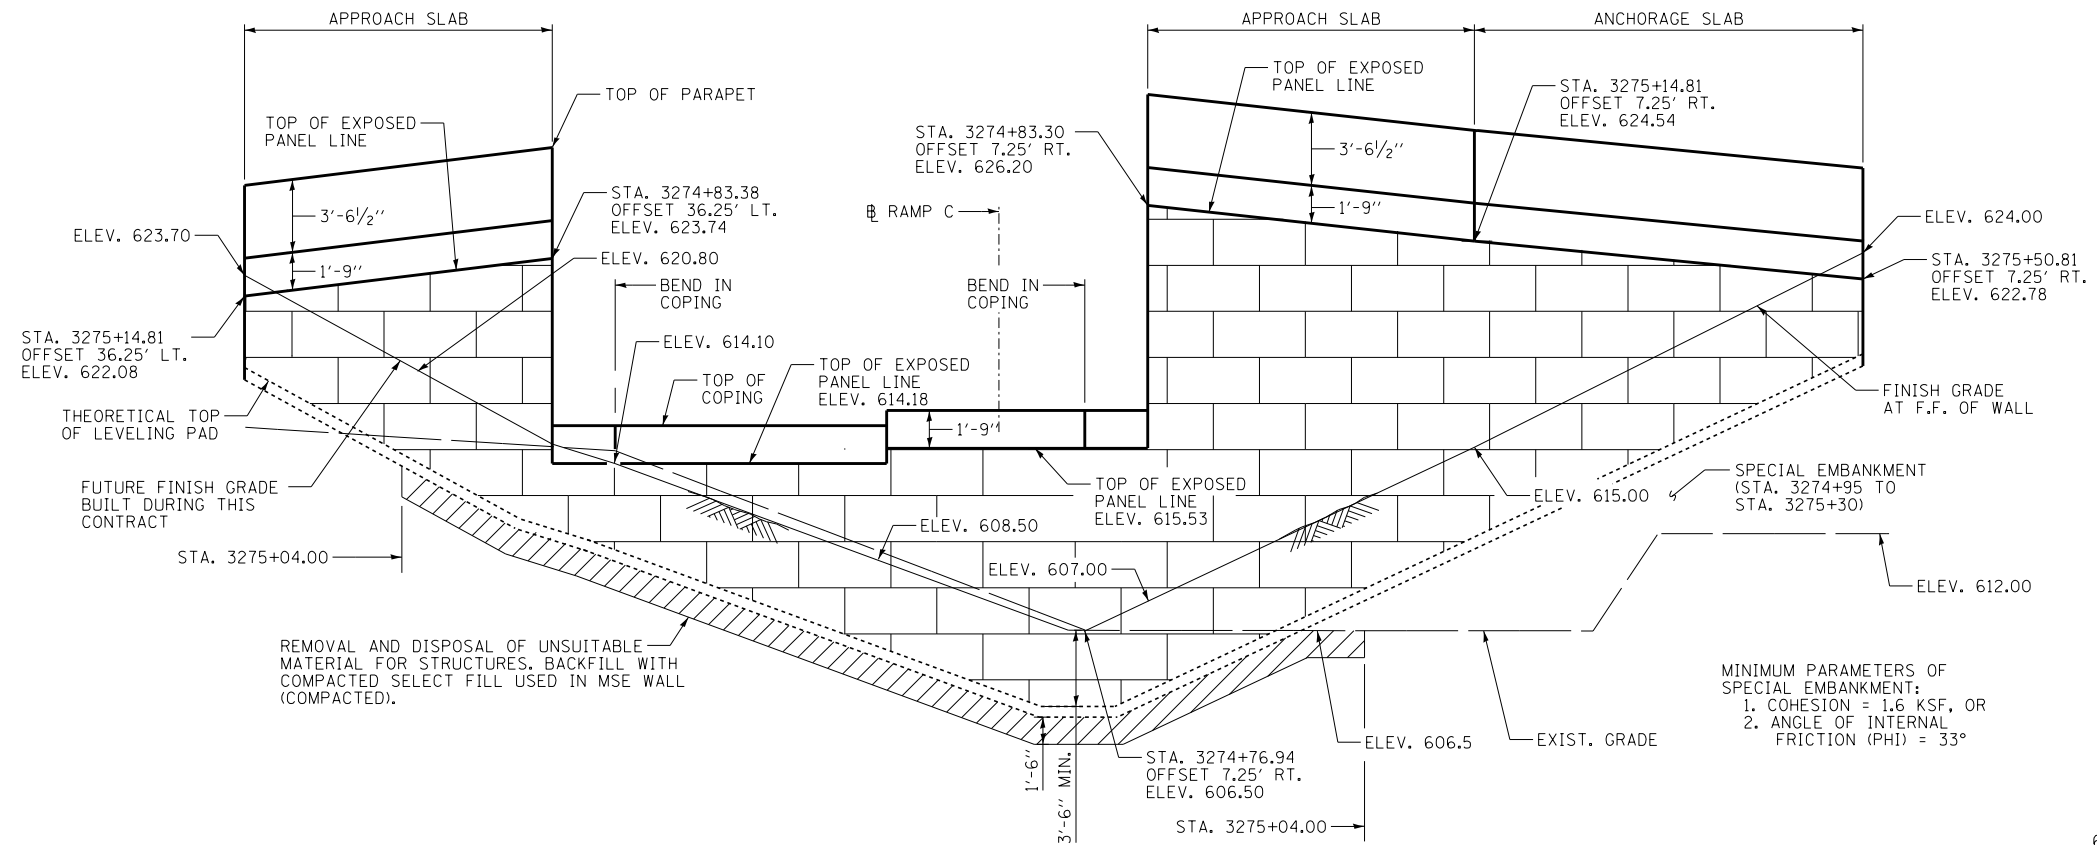 APPROACH SLAB
APPROACH SLAB
ANCHORAGE SLAB
TOP OF EXPOSED
PANEL LINE
TOP OF PARAPET
TOP OF EXPOSED
PANEL LINE
STA. 3275+14.81
OFFSET 7.25' RT.
ELEV. 624.54
STA. 3274+83.30
OFFSET 7.25' RT.
ELEV. 626.20
3'-6½''
1'-9''
STA. 3274+83.38
OFFSET 36.25' LT.
ELEV. 623.74
3'-6½''
1'-9''
℄ RAMP C
ELEV. 623.70
ELEV. 620.80
ELEV. 624.00
BEND IN
COPING
BEND IN
COPING
STA. 3275+50.81
OFFSET 7.25' RT.
ELEV. 622.78
STA. 3275+14.81
OFFSET 36.25' LT.
ELEV. 622.08
ELEV. 614.10
TOP OF
COPING
TOP OF EXPOSED
PANEL LINE
ELEV. 614.18
1'-9''
FINISH GRADE
AT F.F. OF WALL
THEORETICAL TOP
OF LEVELING PAD
FUTURE FINISH GRADE
BUILT DURING THIS
CONTRACT
TOP OF EXPOSED
PANEL LINE
ELEV. 615.53
ELEV. 615.00
SPECIAL EMBANKMENT
(STA. 3274+95 TO
STA. 3275+30)
ELEV. 608.50
STA. 3275+04.00
ELEV. 607.00
ELEV. 612.00
REMOVAL AND DISPOSAL OF UNSUITABLE
MATERIAL FOR STRUCTURES. BACKFILL WITH
COMPACTED SELECT FILL USED IN MSE WALL
(COMPACTED).
MINIMUM PARAMETERS OF
SPECIAL EMBANKMENT:
1. COHESION = 1.6 KSF, OR
2. ANGLE OF INTERNAL
FRICTION (PHI) = 33°
ELEV. 606.5
EXIST. GRADE
1'-6''
3'-6'' MIN.
STA. 3274+76.94
OFFSET 7.25' RT.
ELEV. 606.50
STA. 3275+04.00